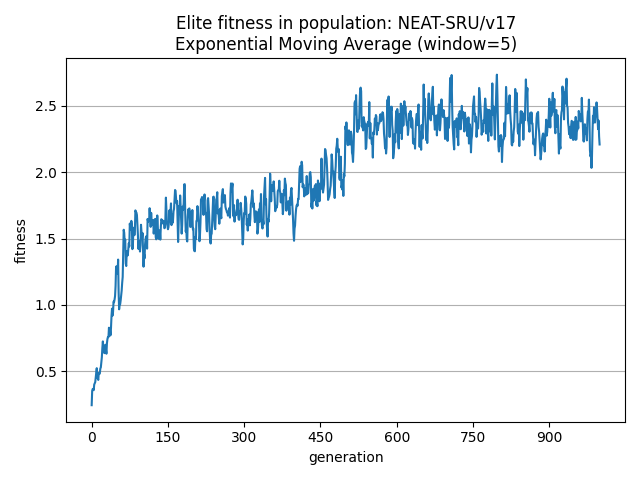 Elite fitness in population: NEAT-SRU/v17
Exponential Moving Average (window=5)
fitness
2.5
2.0
1.5
1.0
0.5
0 150 300 450 600 750 900
generation